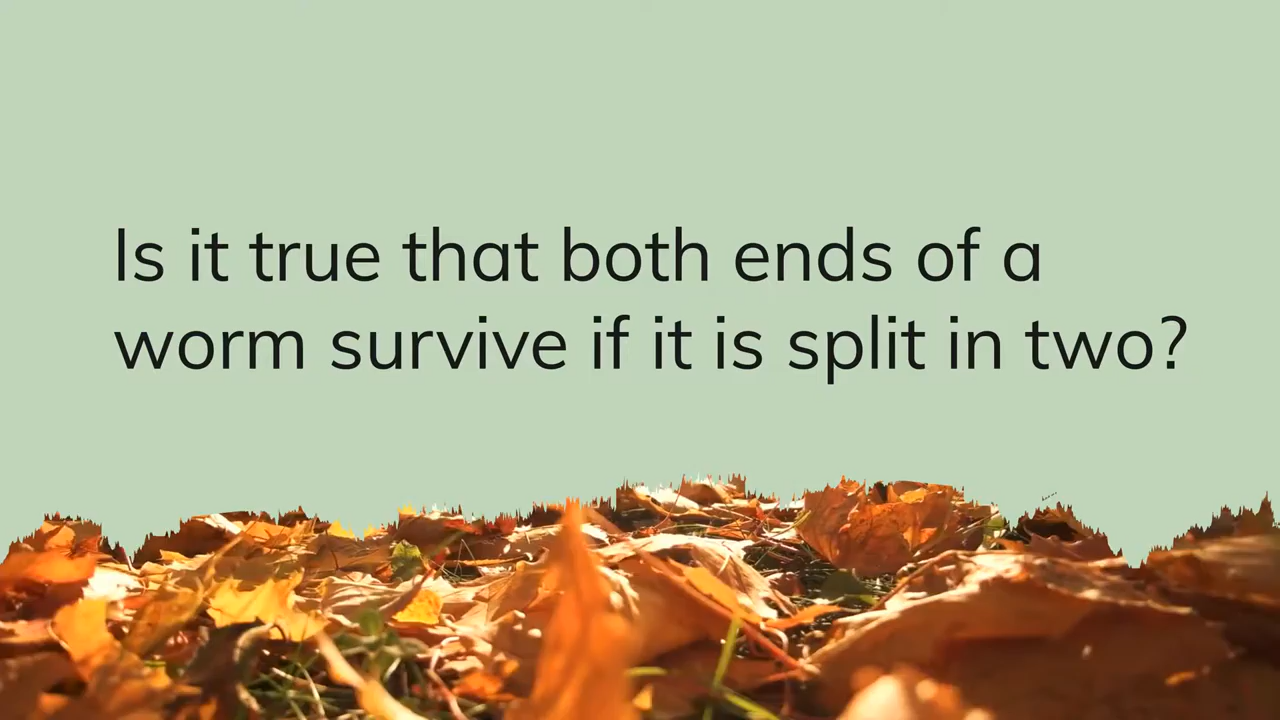 Is it true that both ends of a
worm survive if it is split in two?